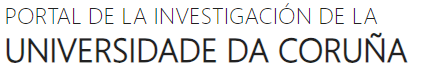 PORTAL DE LA INVESTIGACIÓN DE LA
UNIVERSIDADE DA CORUÑA